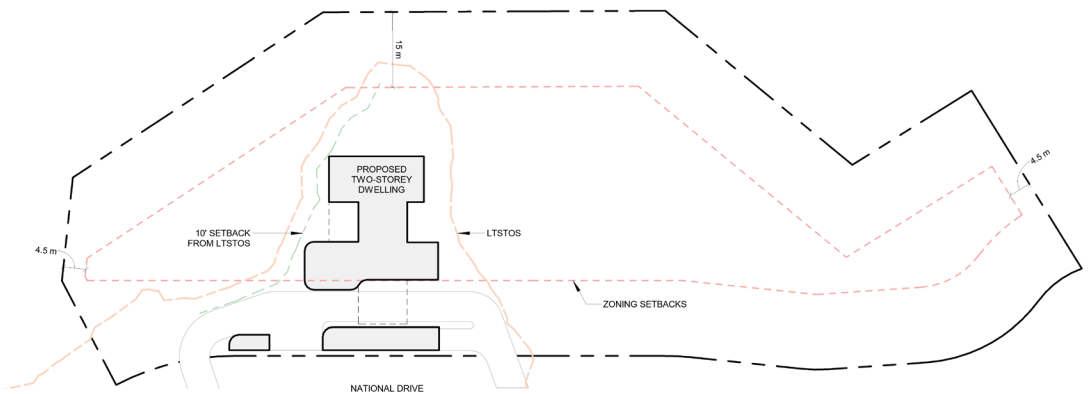 15 m
PROPOSED
TWO-STOREY
DWELLING
4.5 m
10' SETBACK
FROM LTSTOS
LTSTOS
4.5 m
ZONING SETBACKS
NATIONAL DRIVE